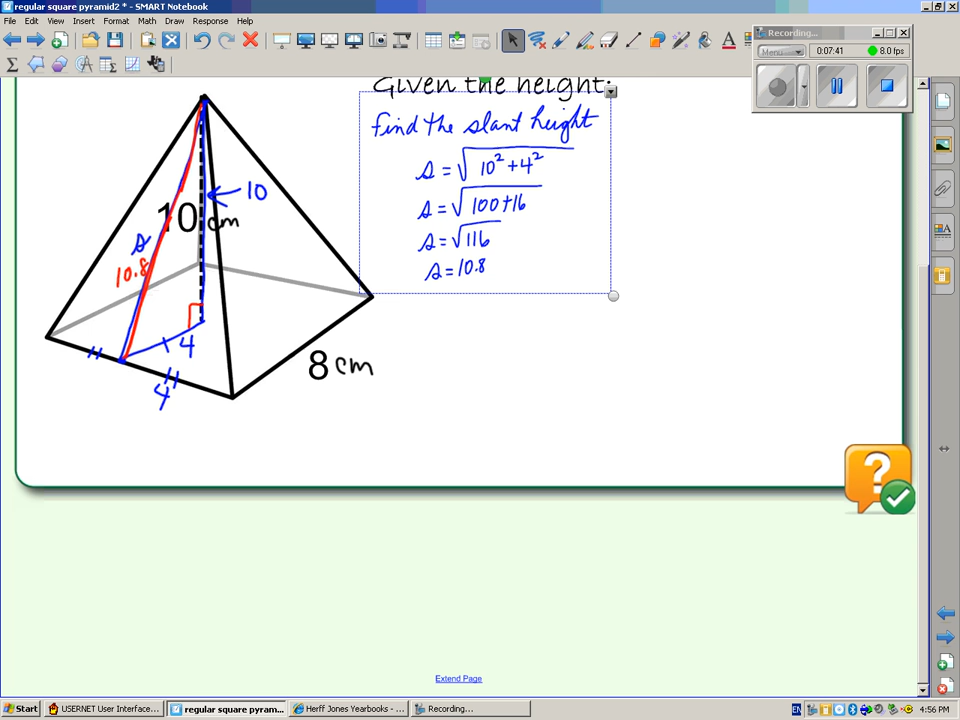 regular square pyramid2 * - SMART Notebook
File Edit View Insert Format Math Draw Response Help
Recording...
Menu
0:07:41
8.0 fps
Given the height:
Find the slant height
s = √10² + 4²
s = √100 + 16
s = √116
s = 10.8
10
10 cm
s
10.8
4
4
8 cm
Extend Page
Start
USERNET User Interface...
regular square pyram...
Herff Jones Yearbooks - ...
Recording...
EN
4:56 PM